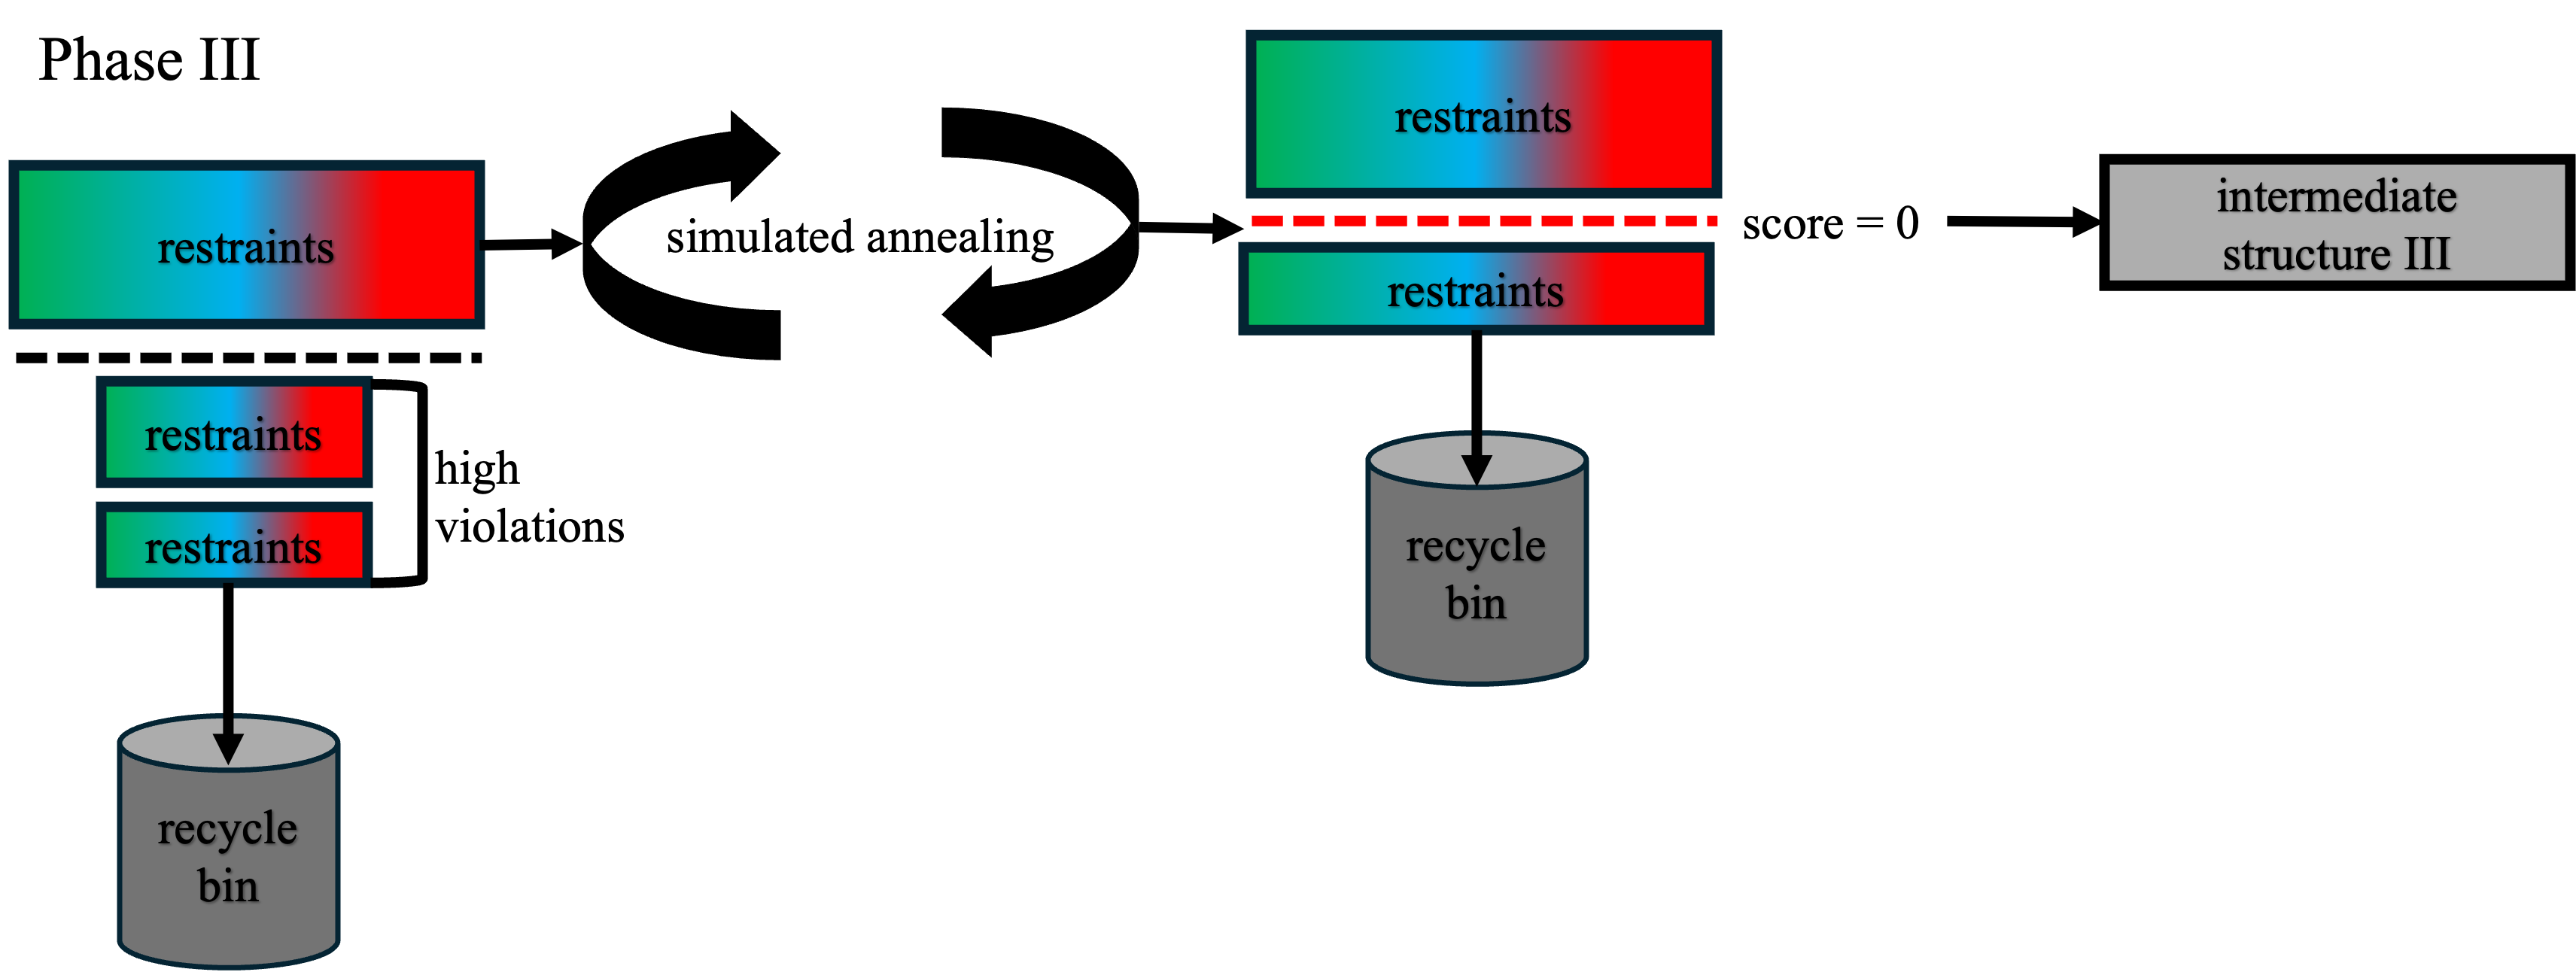 Phase III
restraints
restraints
restraints
high
violations
recycle
bin
simulated annealing
restraints
score = 0
restraints
recycle
bin
intermediate
structure III